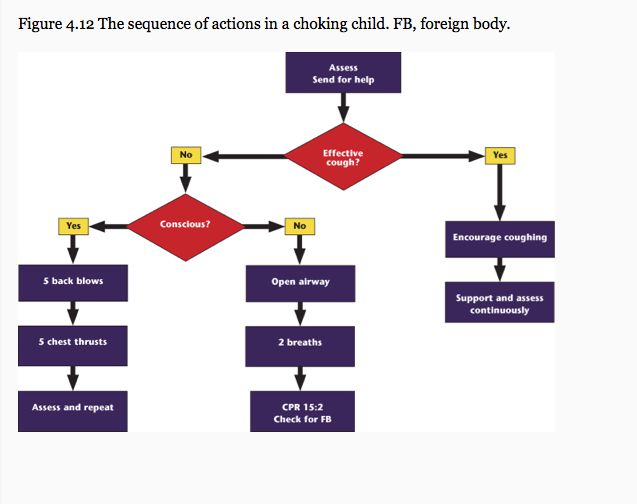 Figure 4.12 The sequence of actions in a choking child. FB, foreign body.
Assess
Send for help
Effective
cough?
No
Yes
Conscious?
Yes
No
Encourage coughing
5 back blows
Open airway
Support and assess
continuously
5 chest thrusts
2 breaths
Assess and repeat
CPR 15:2
Check for FB